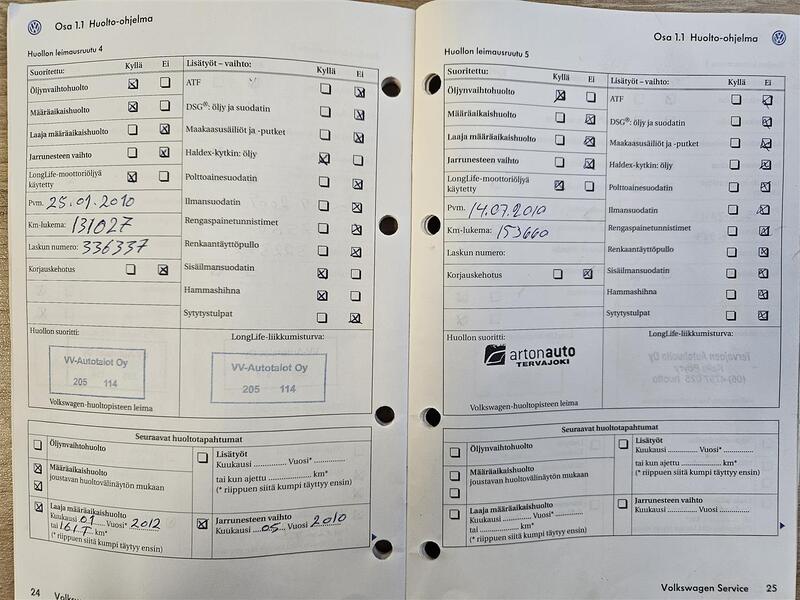 Osa 1.1 Huolto-ohjelma
Huollon leimausruutu 4
Suoritettu: Kyllä Ei
Öljynvaihtohuolto
Määräaikaishuolto
Laaja määräaikaishuolto
Jarrunesteen vaihto
LongLife-moottoriöljyä
käytetty
Pvm. 25.01.2010
Km-lukema: 131027
Laskun numero: 336337
Korjauskehotus
Lisätyöt – vaihto: Kyllä Ei
ATF
DSG®: öljy ja suodatin
Maakaasusäiliöt ja -putket
Haldex-kytkin: öljy
Polttoainesuodatin
Ilmansuodatin
Rengaspainetunnistimet
Renkaantäyttöpullo
Sisäilmansuodatin
Hammashihna
Sytytystulpat
Huollon suoritti:
VV-Autotalot Oy
205 114
Volkswagen-huoltopisteen leima
LongLife-liikkumisturva:
VV-Autotalot Oy
205 114
Seuraavat huoltotapahtumat
Öljynvaihtohuolto
Määräaikaishuolto
joustavan huoltovälinäytön mukaan
Laaja määräaikaishuolto
Kuukausi 01 Vuosi* 2012
tai 161 T km*
(* riippuen siitä kumpi täyttyy ensin)
Lisätyöt
Kuukausi .............. Vuosi* ..............
tai kun ajettu .............. km*
(* riippuen siitä kumpi täyttyy ensin)
Jarrunesteen vaihto
Kuukausi ....05.... Vuosi 2010
24
Osa 1.1 Huolto-ohjelma
Huollon leimausruutu 5
Suoritettu: Kyllä Ei
Öljynvaihtohuolto
Määräaikaishuolto
Laaja määräaikaishuolto
Jarrunesteen vaihto
LongLife-moottoriöljyä
käytetty
Pvm. 14.07.2010
Km-lukema: 153660
Laskun numero:
Korjauskehotus
Lisätyöt – vaihto: Kyllä Ei
ATF
DSG®: öljy ja suodatin
Maakaasusäiliöt ja -putket
Haldex-kytkin: öljy
Polttoainesuodatin
Ilmansuodatin
Rengaspainetunnistimet
Renkaantäyttöpullo
Sisäilmansuodatin
Hammashihna
Sytytystulpat
Huollon suoritti:
artonauto
TERVAJOKI
Volkswagen-huoltopisteen leima
LongLife-liikkumisturva:
Seuraavat huoltotapahtumat
Öljynvaihtohuolto
Määräaikaishuolto
joustavan huoltovälinäytön mukaan
Laaja määräaikaishuolto
Kuukausi .............. Vuosi* ..............
tai .............. km*
(* riippuen siitä kumpi täyttyy ensin)
Lisätyöt
Kuukausi .............. Vuosi* ..............
tai kun ajettu .............. km*
(* riippuen siitä kumpi täyttyy ensin)
Jarrunesteen vaihto
Kuukausi .............. Vuosi ..............
Volkswagen Service 25